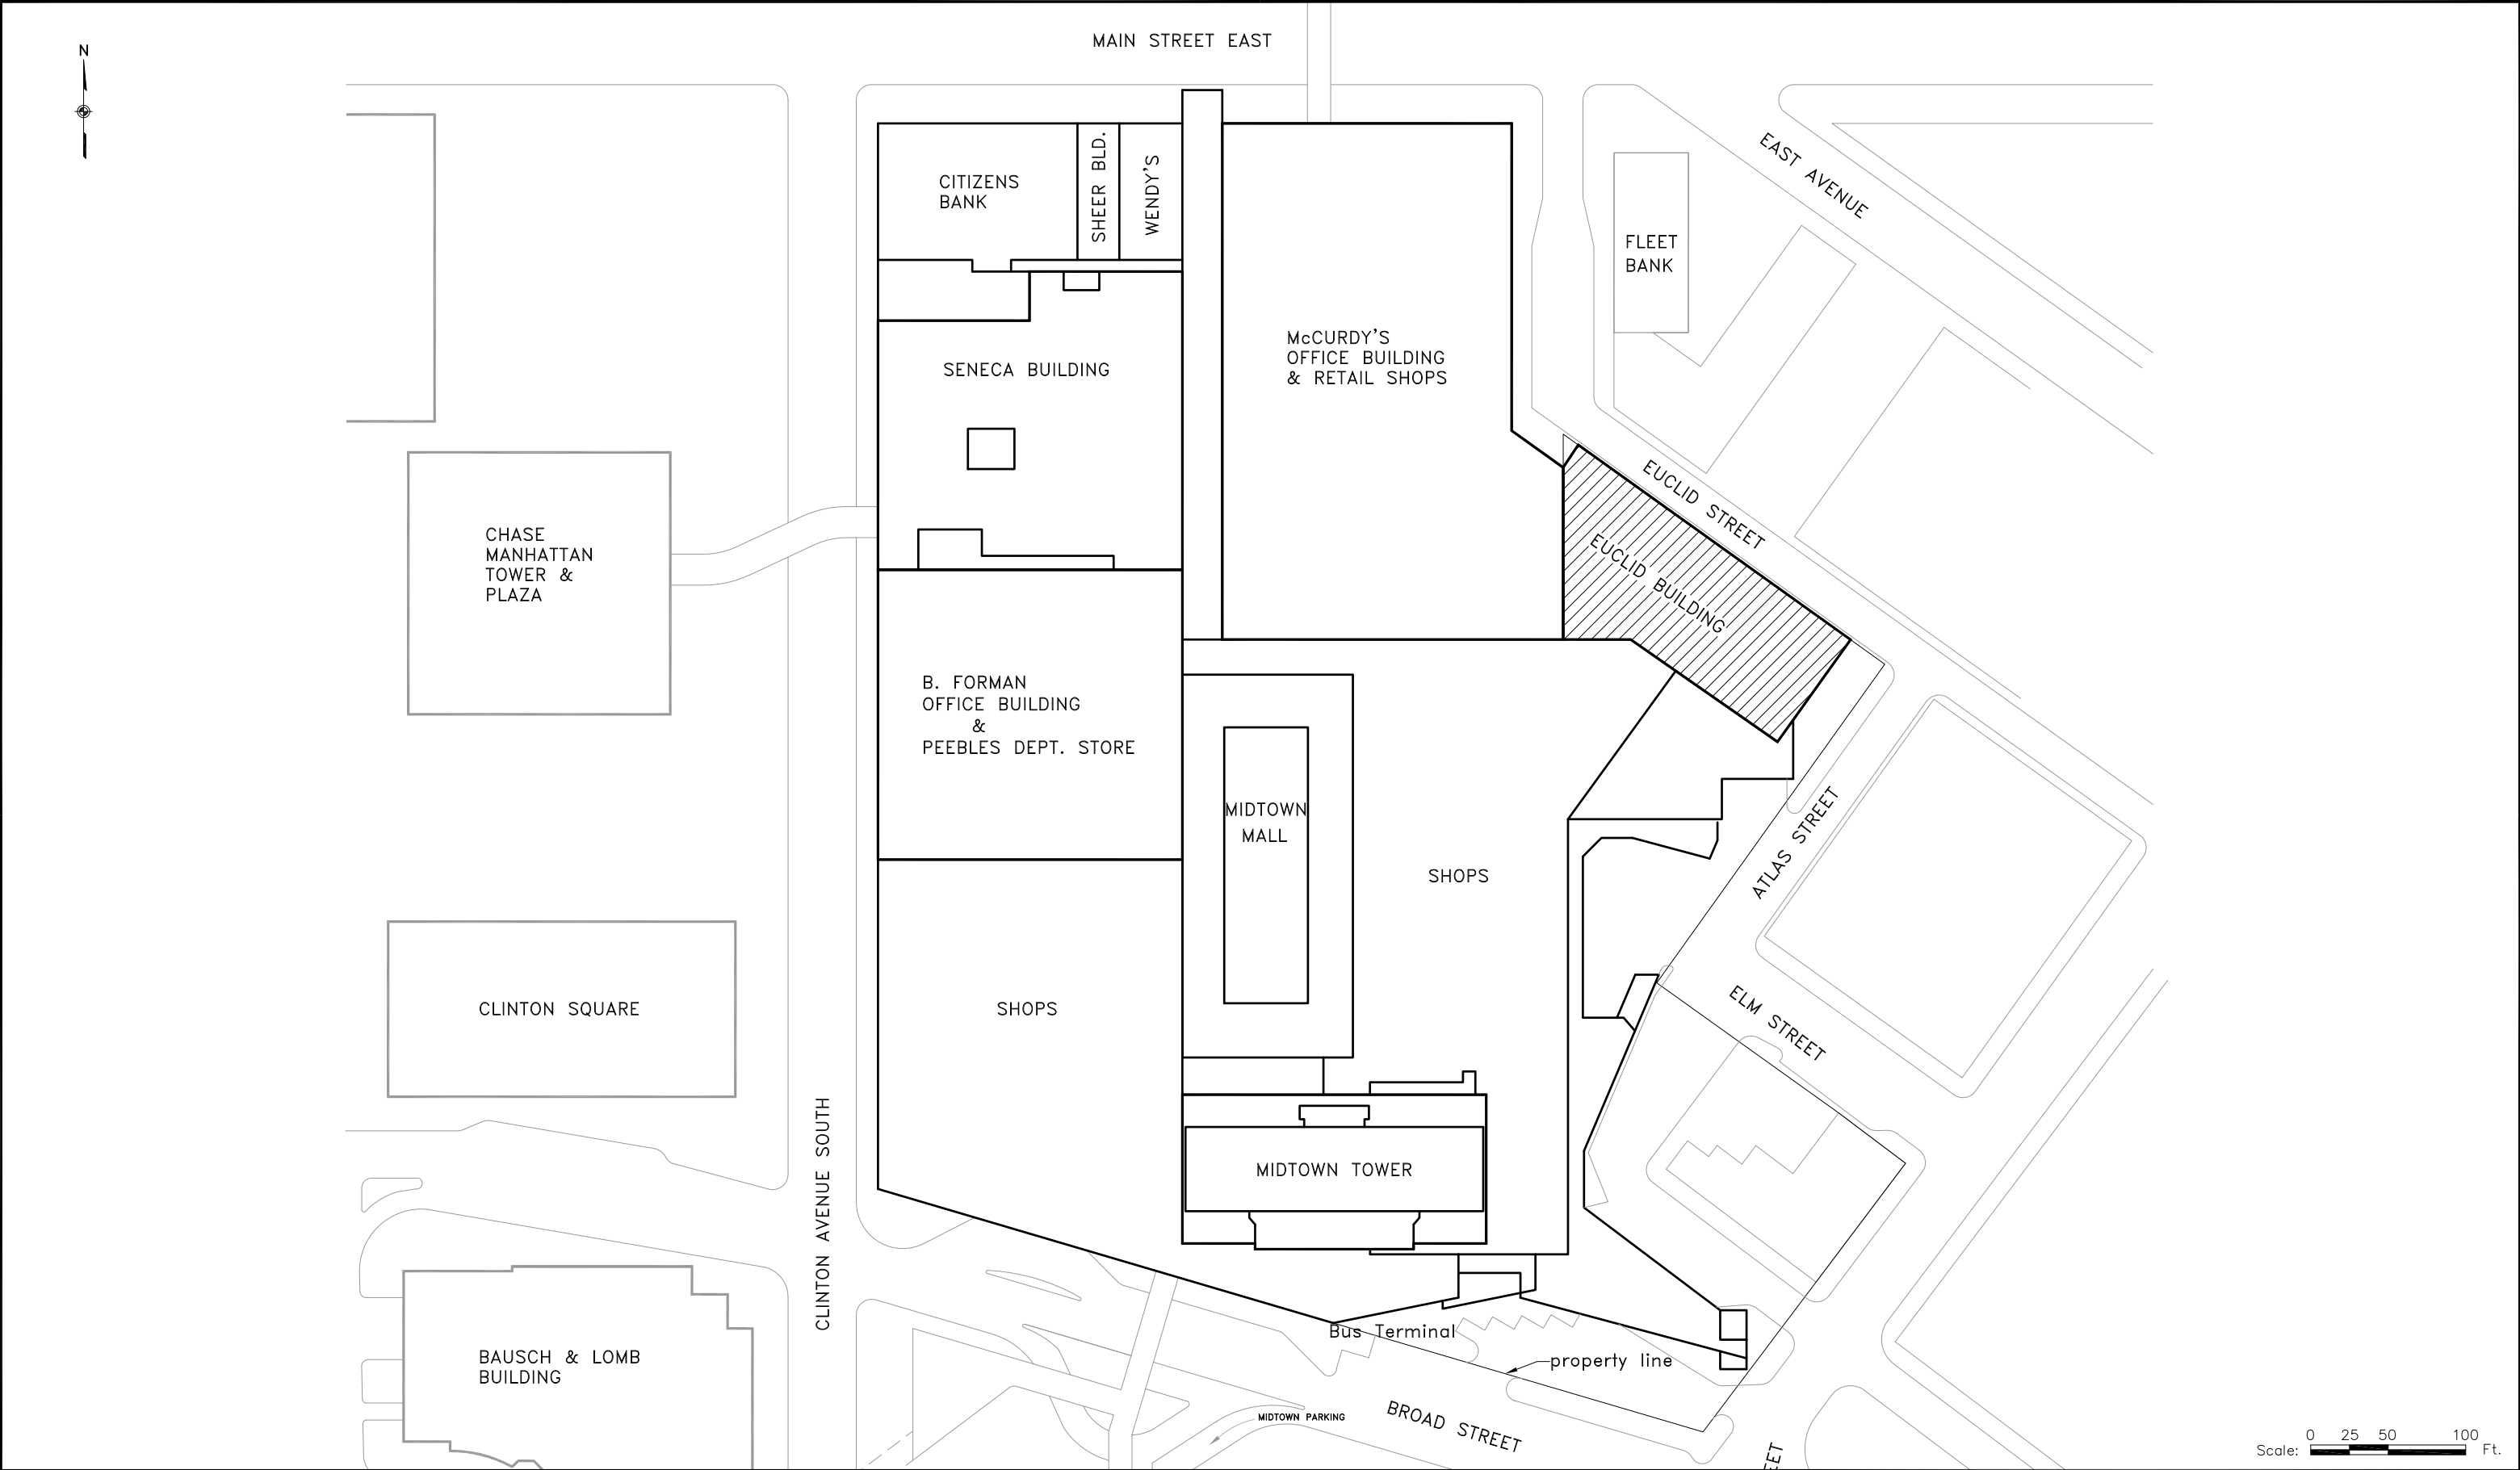 N
MAIN STREET EAST
EAST AVENUE
CITIZENS
BANK
SHEER BLD.
WENDY'S
FLEET
BANK
McCURDY'S
OFFICE BUILDING
& RETAIL SHOPS
SENECA BUILDING
EUCLID STREET
EUCLID BUILDING
CHASE
MANHATTAN
TOWER &
PLAZA
B. FORMAN
OFFICE BUILDING
&
PEEBLES DEPT. STORE
MIDTOWN
MALL
SHOPS
ATLAS STREET
CLINTON SQUARE
SHOPS
ELM STREET
CLINTON AVENUE SOUTH
MIDTOWN TOWER
Bus Terminal
property line
BAUSCH & LOMB
BUILDING
MIDTOWN PARKING
BROAD STREET
0 25 50 100
Scale: Ft.